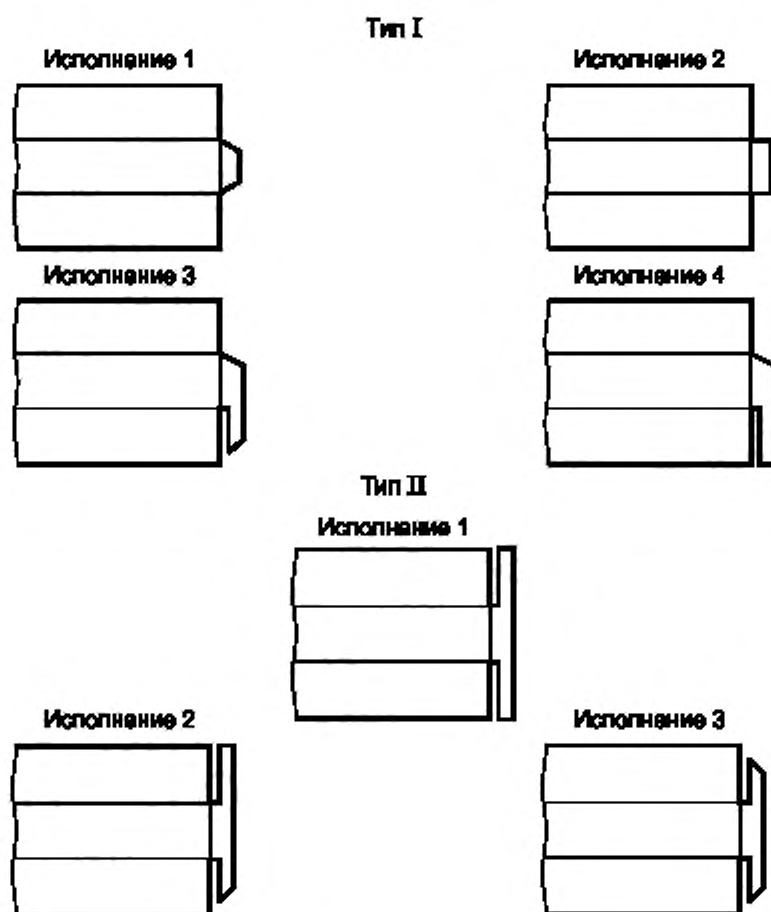 Тип I
Исполнение 1
Исполнение 2
Исполнение 3
Исполнение 4
Тип II
Исполнение 1
Исполнение 2
Исполнение 3